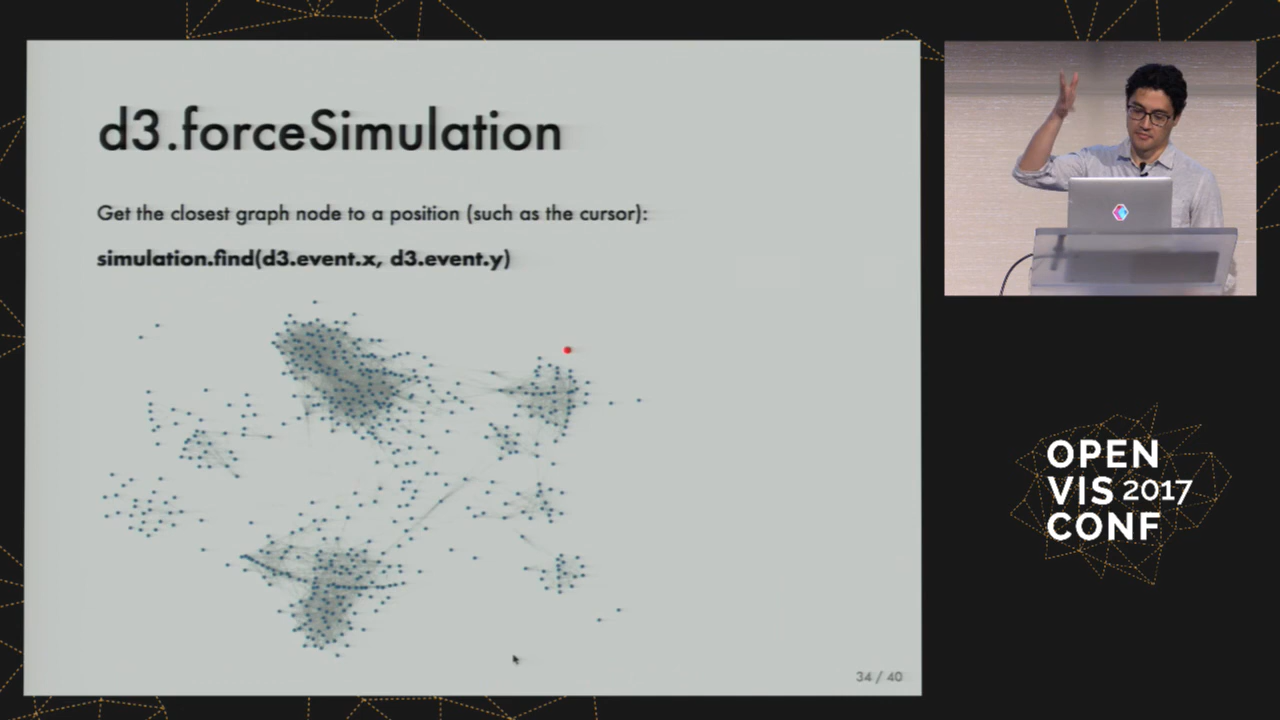 d3.forceSimulation
Get the closest graph node to a position (such as the cursor):
simulation.find(d3.event.x, d3.event.y)
34 / 40
OPEN
VIS 2017
CONF